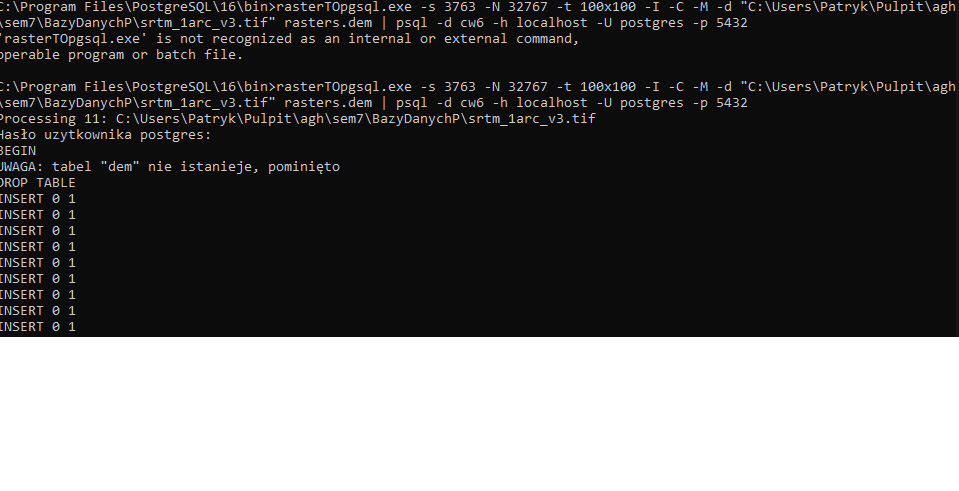 C:\Program Files\PostgreSQL\16\bin>rasterTOpgsql.exe -s 3763 -N 32767 -t 100x100 -I -C -M -d "C:\Users\Patryk\Pulpit\agh
\sem7\BazyDanychP\srtm_1arc_v3.tif" rasters.dem | psql -d cw6 -h localhost -U postgres -p 5432
'rasterTOpgsql.exe' is not recognized as an internal or external command,
operable program or batch file.
C:\Program Files\PostgreSQL\16\bin>rasterTOpgsql.exe -s 3763 -N 32767 -t 100x100 -I -C -M -d "C:\Users\Patryk\Pulpit\agh
\sem7\BazyDanychP\srtm_1arc_v3.tif" rasters.dem | psql -d cw6 -h localhost -U postgres -p 5432
Processing 11: C:\Users\Patryk\Pulpit\agh\sem7\BazyDanychP\srtm_1arc_v3.tif
Hasło uzytkownika postgres:
BEGIN
UWAGA: tabel "dem" nie istanieje, pominięto
DROP TABLE
INSERT 0 1
INSERT 0 1
INSERT 0 1
INSERT 0 1
INSERT 0 1
INSERT 0 1
INSERT 0 1
INSERT 0 1
INSERT 0 1